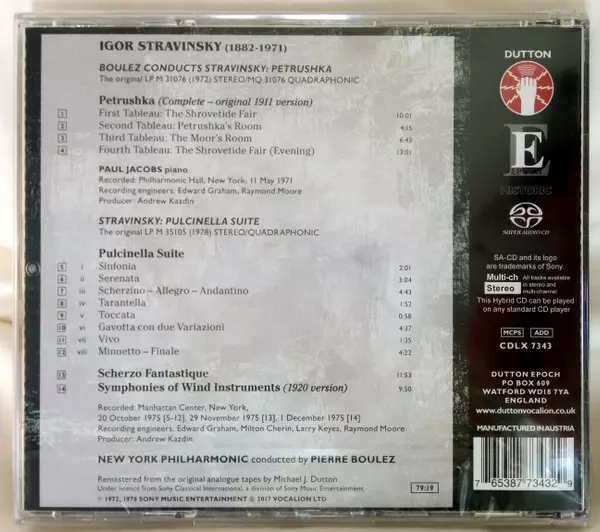 IGOR STRAVINSKY (1882-1971)
BOULEZ CONDUCTS STRAVINSKY: PETRUSHKA
The original LP M 31076 (1972) STEREO/MQ 31076 QUADRAPHONIC
Petrushka (Complete – original 1911 version)
1 First Tableau: The Shrovetide Fair 10:01
2 Second Tableau: Petrushka's Room 4:15
3 Third Tableau: The Moor's Room 6:43
4 Fourth Tableau: The Shrovetide Fair (Evening) 13:01
PAUL JACOBS piano
Recorded: Philharmonic Hall, New York, 11 May 1971
Recording engineers: Edward Graham, Raymond Moore
Producer: Andrew Kazdin
STRAVINSKY: PULCINELLA SUITE
The original LP M 35105 (1978) STEREO/QUADRAPHONIC
Pulcinella Suite
5 i Sinfonia 2:01
6 ii Serenata 3:04
7 iii Scherzino – Allegro – Andantino 4:43
8 iv Tarantella 1:52
9 v Toccata 0:58
10 vi Gavotta con due Variazioni 4:37
11 vii Vivo 1:35
12 viii Minuetto – Finale 4:22
13 Scherzo Fantastique 11:53
14 Symphonies of Wind Instruments (1920 version) 9:50
Recorded: Manhattan Center, New York,
20 October 1975 [5-12], 29 November 1975 [13], 1 December 1975 [14]
Recording engineers: Edward Graham, Milton Cherin, Larry Keyes, Raymond Moore
Producer: Andrew Kazdin
NEW YORK PHILHARMONIC conducted by PIERRE BOULEZ
Remastered from the original analogue tapes by Michael J. Dutton
Under licence from Sony Classical International, a division of Sony Music Entertainment
℗ 1972, 1978 SONY MUSIC ENTERTAINMENT © 2017 VOCALION LTD
79:19
DUTTON
E
EPOCH
HISTORIC
SUPER AUDIO CD
SA-CD and its logo
are trademarks of Sony
Multi-ch
Stereo
All tracks available
in stereo and
multi-channel
This Hybrid CD can be played
on any standard CD player
MCPS ADD
CDLX 7343
DUTTON EPOCH
PO BOX 609
WATFORD WD18 7YA
ENGLAND
www.duttonvocalion.co.uk
MANUFACTURED IN AUSTRIA
7 65387 73432 9